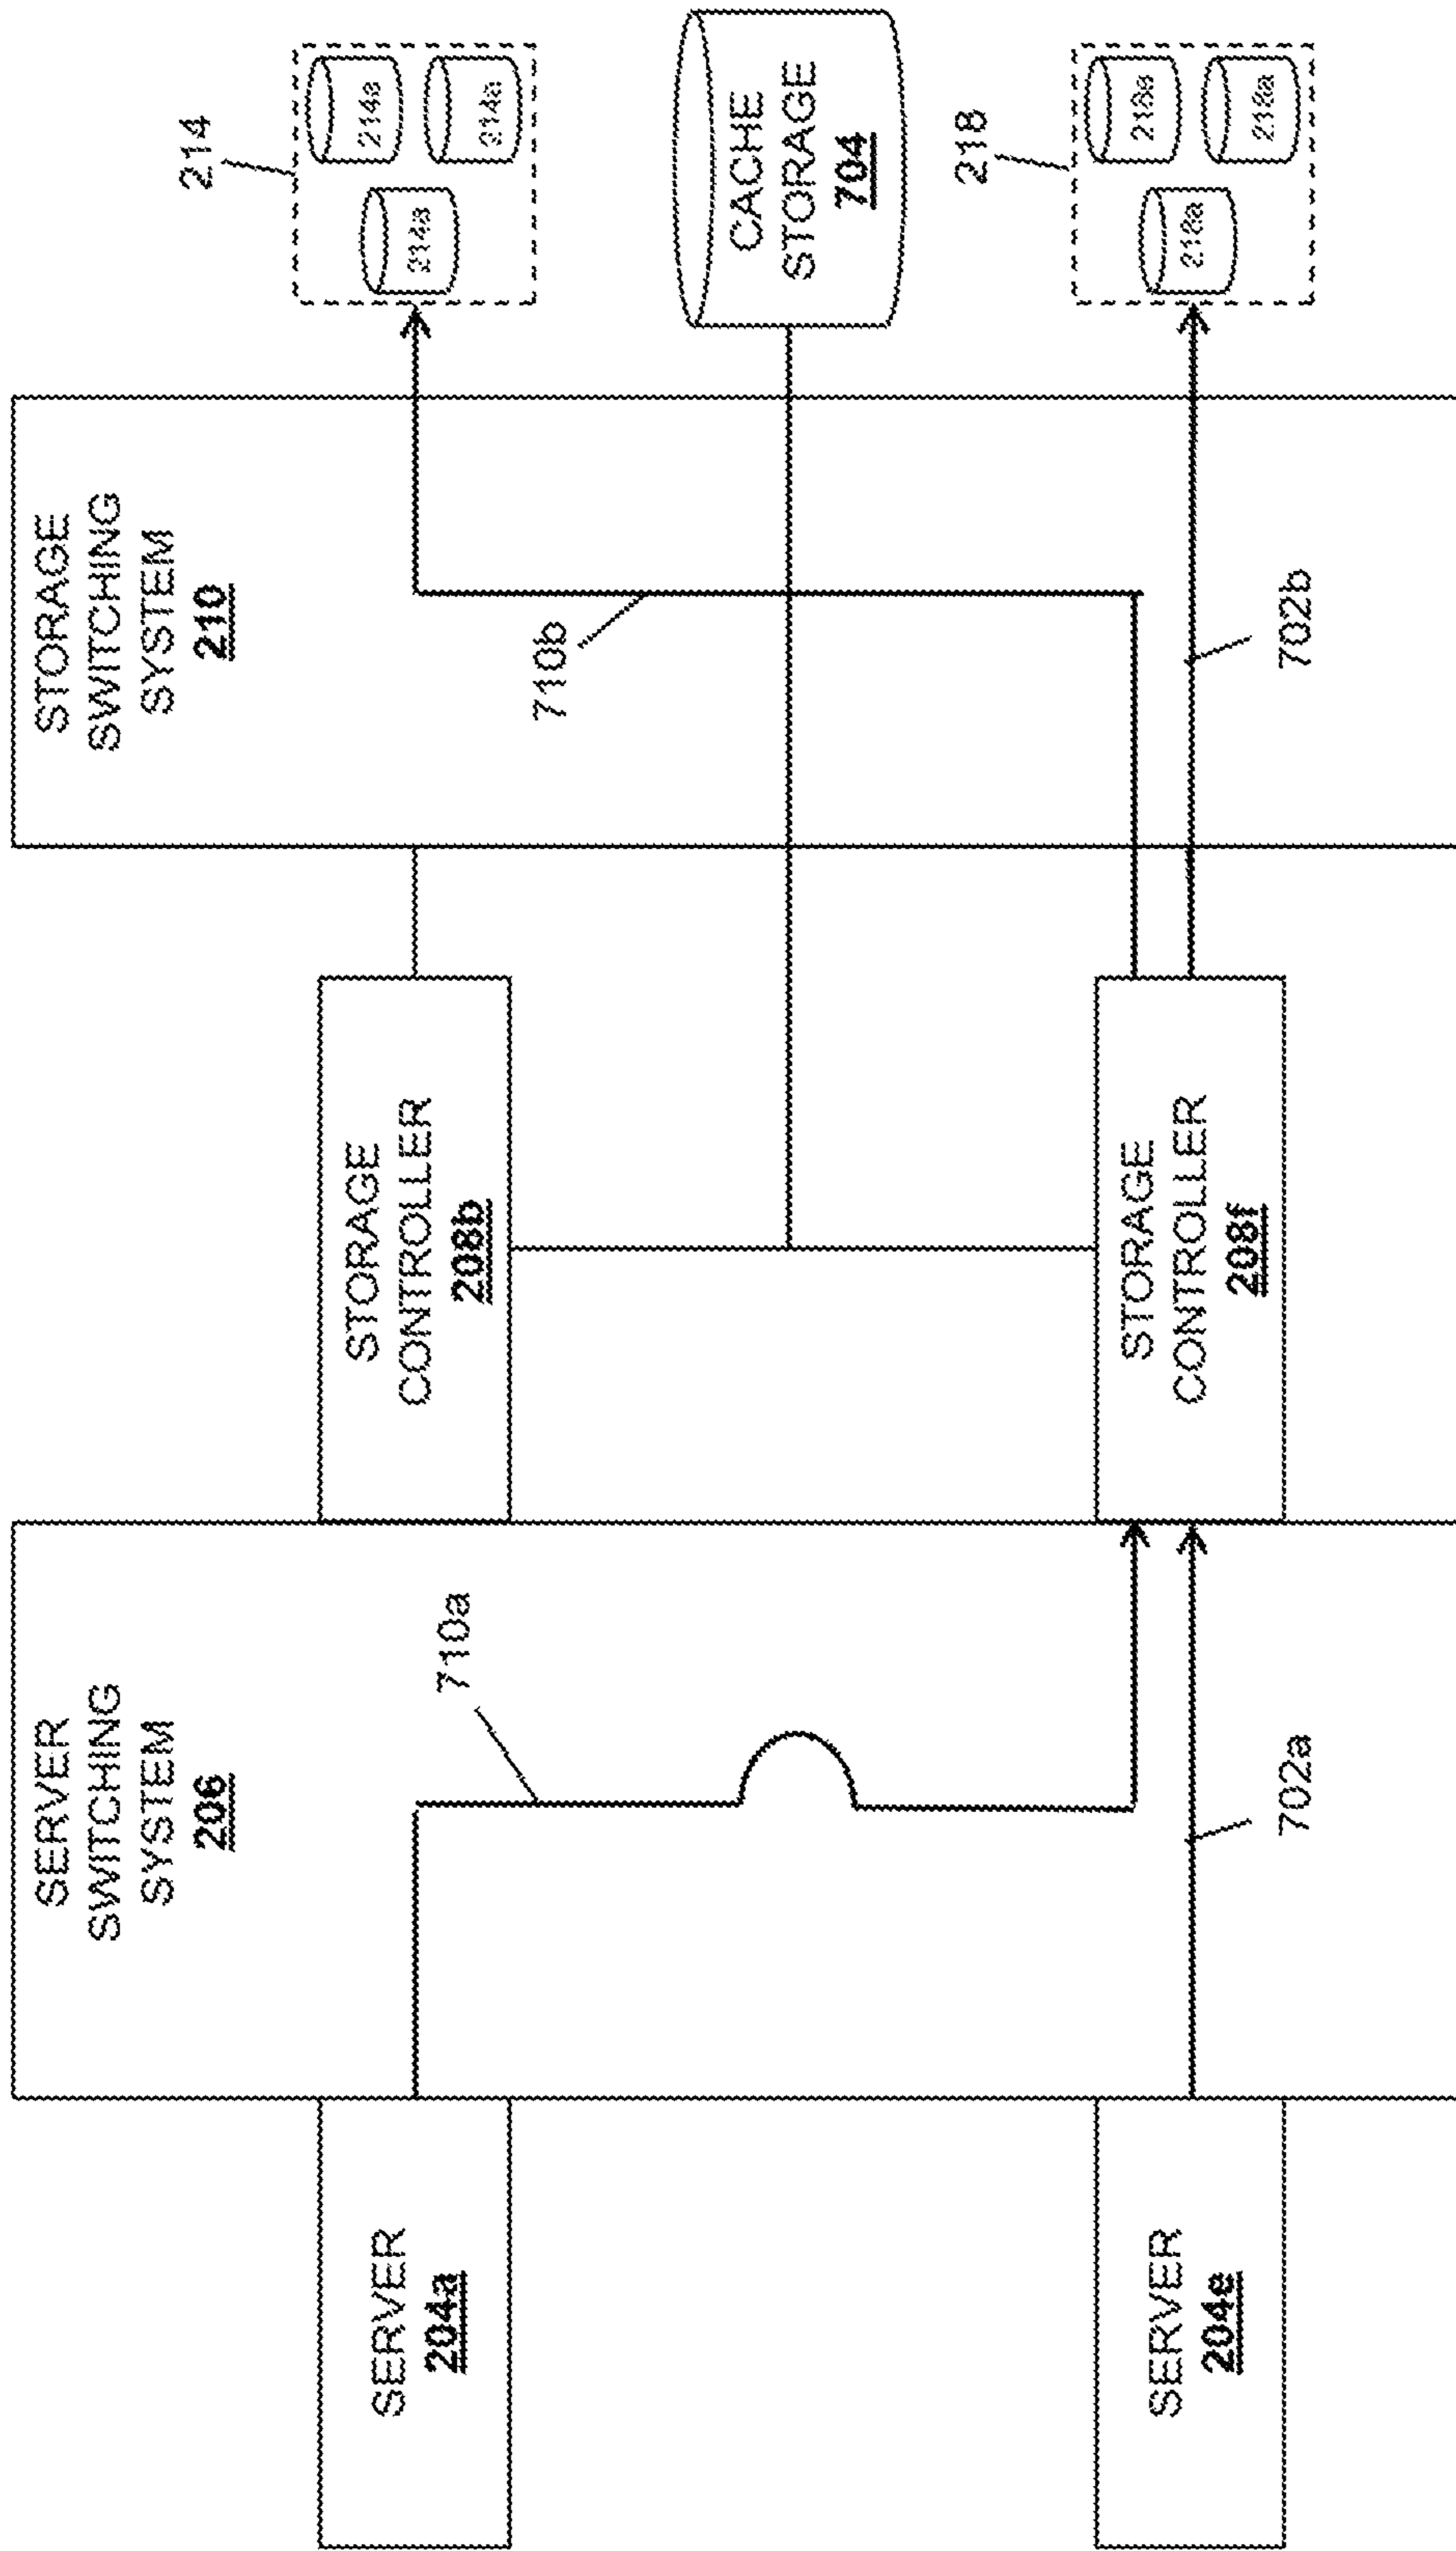 SERVER
SWITCHING
SYSTEM
206
STORAGE
SWITCHING
SYSTEM
210
214
214a
214a
214a
710a
710b
SERVER
204a
STORAGE
CONTROLLER
208b
CACHE
STORAGE
704
218
218a
218a
218a
SERVER
204e
STORAGE
CONTROLLER
208f
702a
702b